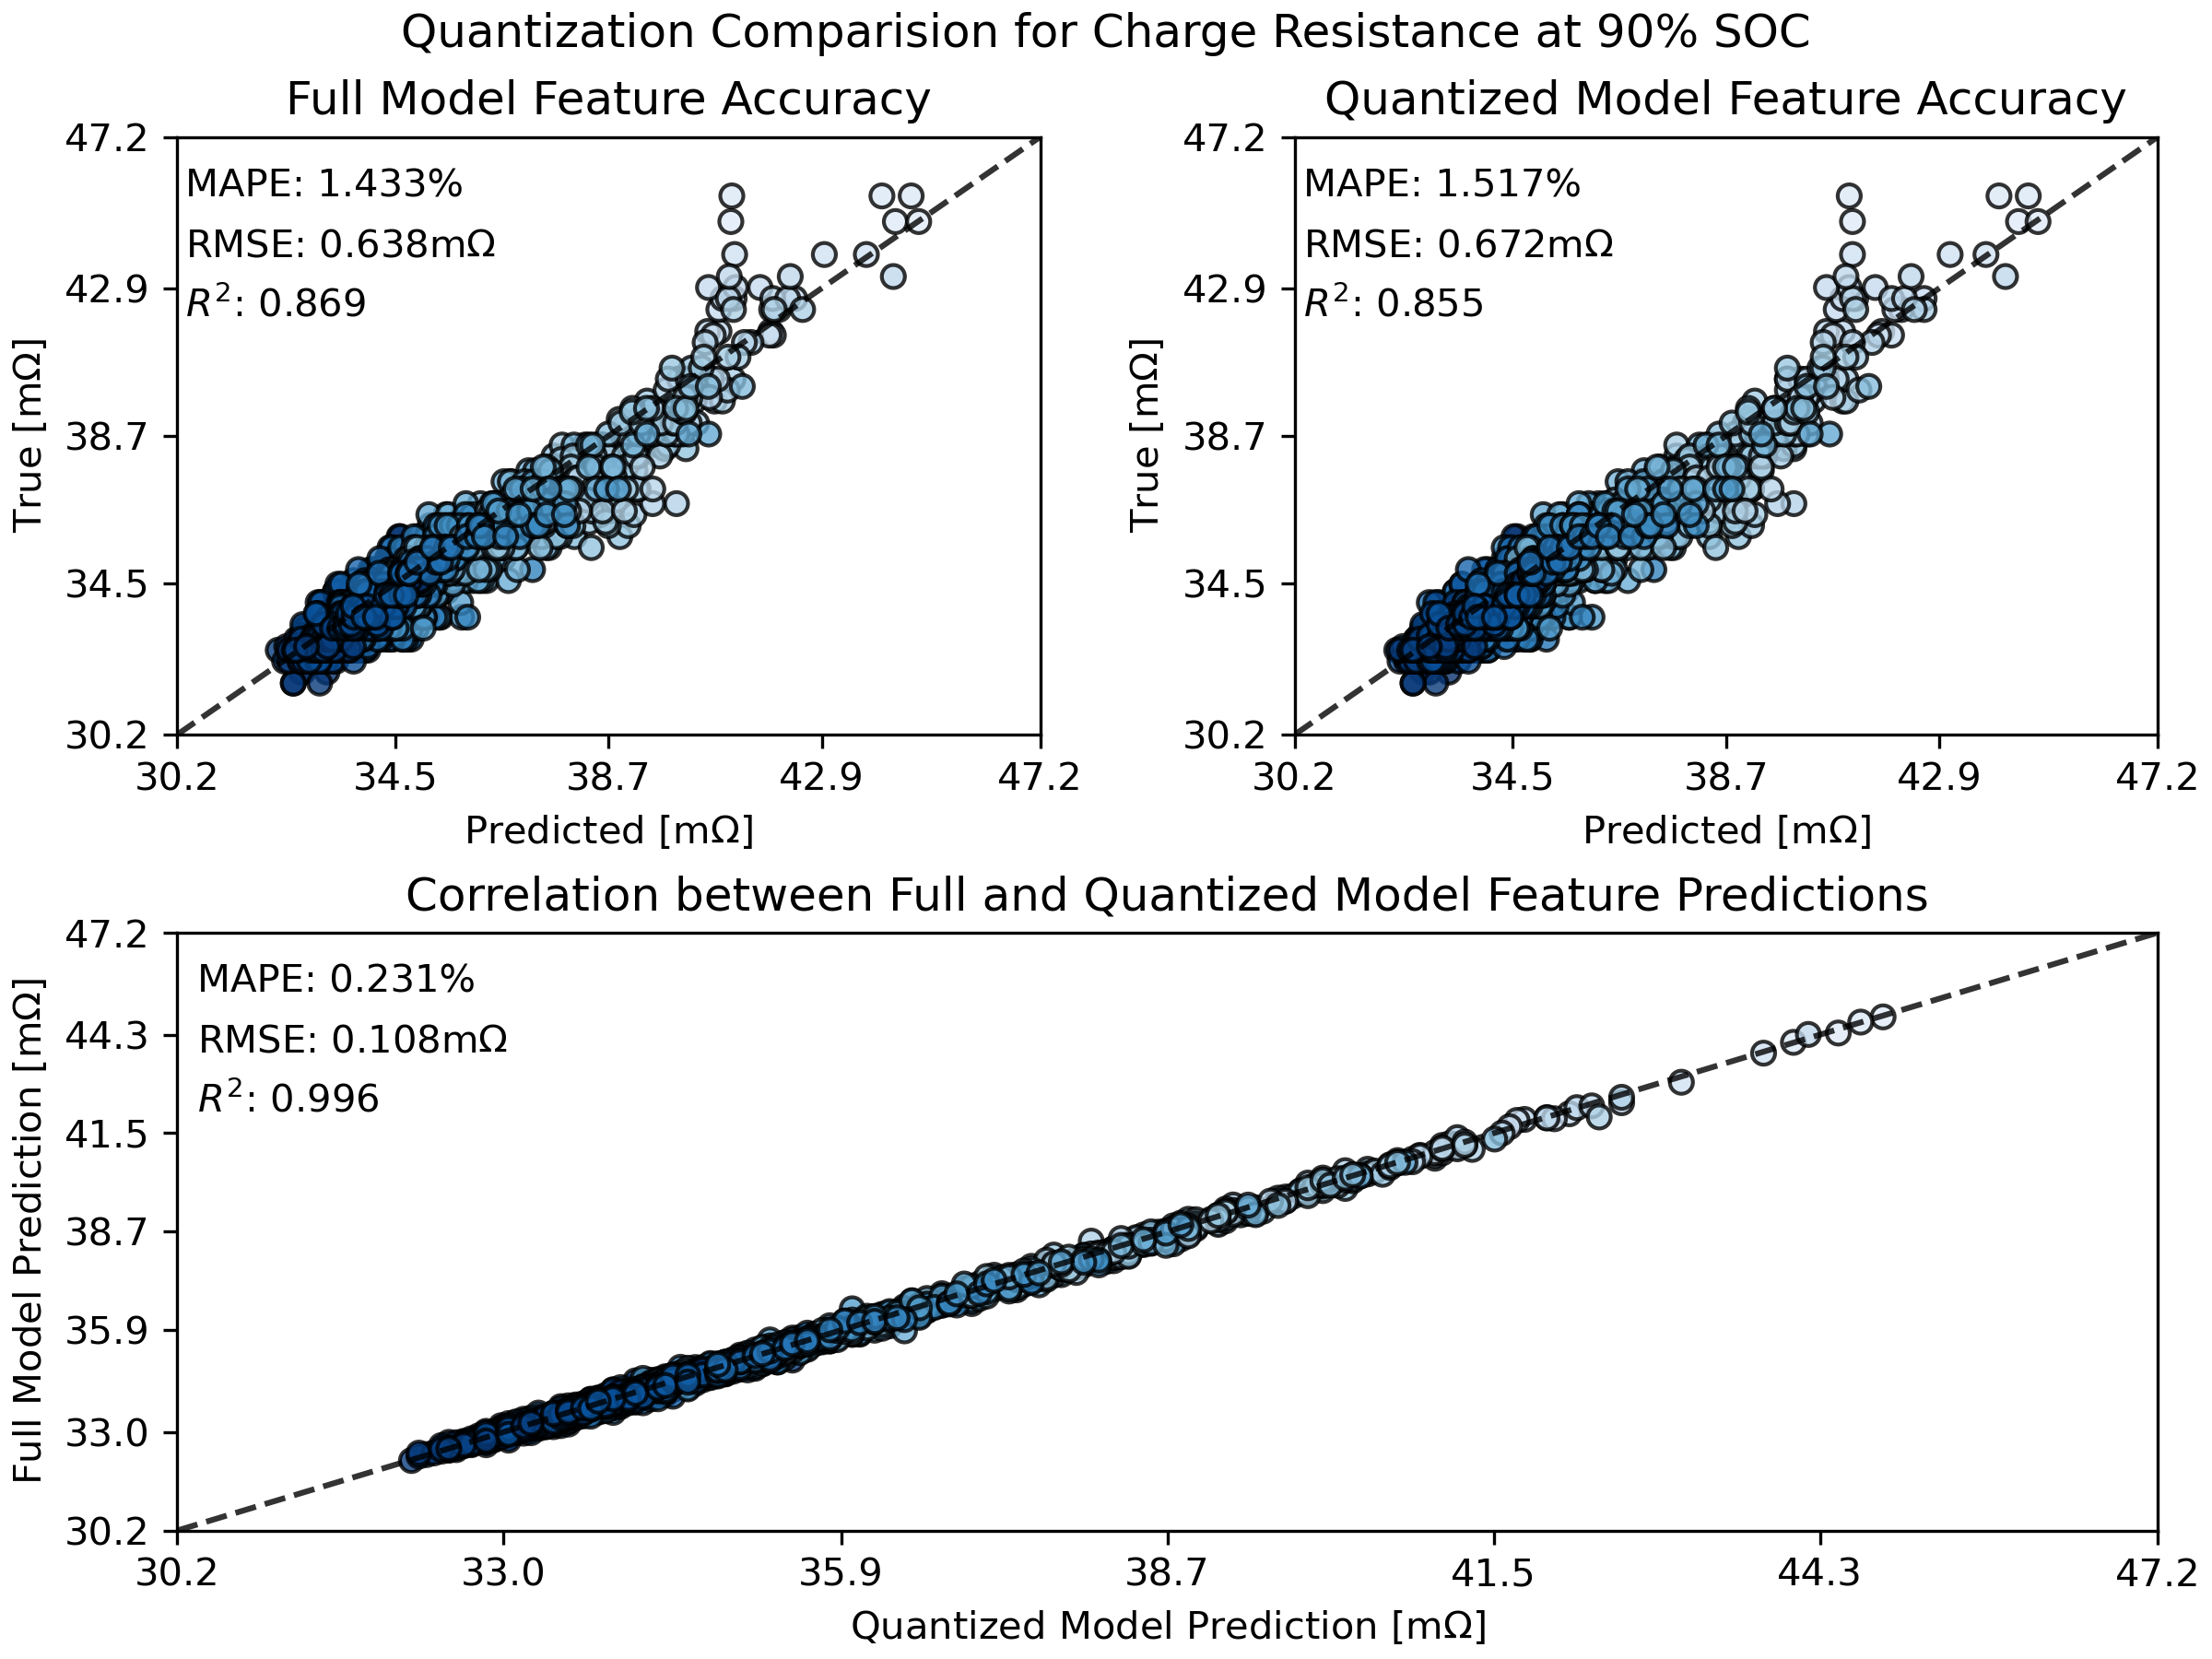 Quantization Comparision for Charge Resistance at 90% SOC
Full Model Feature Accuracy
47.2
42.9
38.7
34.5
30.2
True [mΩ]
MAPE: 1.433%
RMSE: 0.638mΩ
R²: 0.869
30.2 34.5 38.7 42.9 47.2
Predicted [mΩ]
Quantized Model Feature Accuracy
47.2
42.9
38.7
34.5
30.2
True [mΩ]
MAPE: 1.517%
RMSE: 0.672mΩ
R²: 0.855
30.2 34.5 38.7 42.9 47.2
Predicted [mΩ]
Correlation between Full and Quantized Model Feature Predictions
47.2
44.3
41.5
38.7
35.9
33.0
30.2
Full Model Prediction [mΩ]
MAPE: 0.231%
RMSE: 0.108mΩ
R²: 0.996
30.2 33.0 35.9 38.7 41.5 44.3 47.2
Quantized Model Prediction [mΩ]